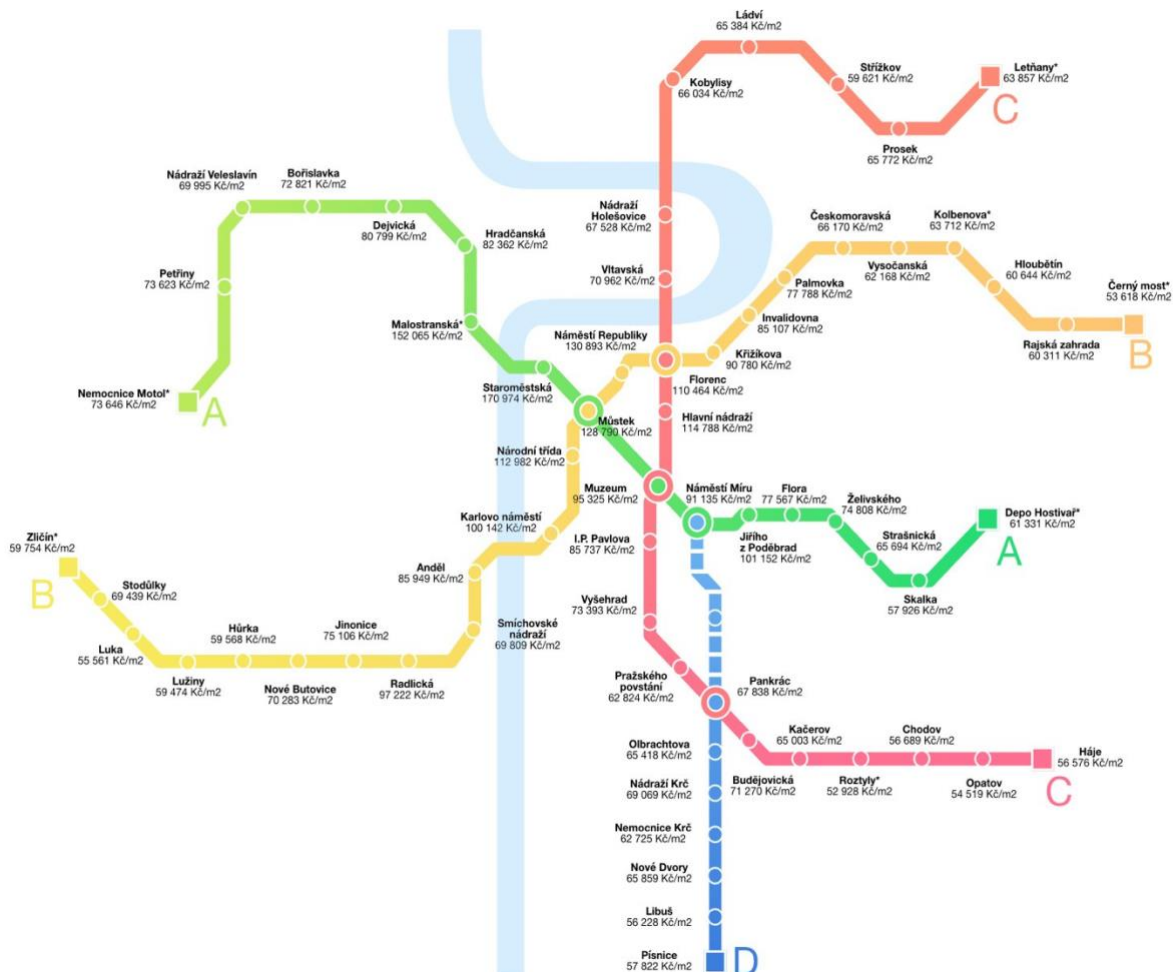 Ládví
65 384 Kč/m2
Kobylisy
66 034 Kč/m2
Střížkov
59 621 Kč/m2
Letňany*
63 857 Kč/m2
C
Prosek
65 772 Kč/m2
Nádraží Veleslavín
69 995 Kč/m2
Bořislavka
72 821 Kč/m2
Dejvická
80 799 Kč/m2
Hradčanská
82 362 Kč/m2
Nádraží
Holešovice
67 528 Kč/m2
Českomoravská
66 170 Kč/m2
Kolbenova*
63 712 Kč/m2
Petřiny
73 623 Kč/m2
Vltavská
70 962 Kč/m2
Palmovka
77 788 Kč/m2
Vysočanská
62 168 Kč/m2
Hloubětín
60 644 Kč/m2
Černý most*
53 618 Kč/m2
Malostranská*
152 065 Kč/m2
Náměstí Republiky
130 893 Kč/m2
Invalidovna
85 107 Kč/m2
Křižíkova
90 780 Kč/m2
Rajská zahrada
60 311 Kč/m2
B
Nemocnice Motol*
73 646 Kč/m2
A
Staroměstská
170 974 Kč/m2
Florenc
110 464 Kč/m2
Můstek
128 790 Kč/m2
Hlavní nádraží
114 788 Kč/m2
Národní třída
112 982 Kč/m2
Muzeum
95 325 Kč/m2
Náměstí Míru
91 135 Kč/m2
Flora
77 567 Kč/m2
Želivského
74 808 Kč/m2
Depo Hostivař*
61 331 Kč/m2
A
Karlovo náměstí
100 142 Kč/m2
I.P. Pavlova
85 737 Kč/m2
Jiřího
z Poděbrad
101 152 Kč/m2
Strašnická
65 694 Kč/m2
Skalka
57 926 Kč/m2
Zličín*
59 754 Kč/m2
B
Stodůlky
69 439 Kč/m2
Anděl
85 949 Kč/m2
Vyšehrad
73 393 Kč/m2
Luka
55 561 Kč/m2
Hůrka
59 568 Kč/m2
Jinonice
75 106 Kč/m2
Smíchovské
nádraží
69 809 Kč/m2
Lužiny
59 474 Kč/m2
Nové Butovice
70 283 Kč/m2
Radlická
97 222 Kč/m2
Pražského
povstání
62 824 Kč/m2
Pankrác
67 838 Kč/m2
Olbrachtova
65 418 Kč/m2
Kačerov
65 003 Kč/m2
Chodov
56 689 Kč/m2
Háje
56 576 Kč/m2
C
Nádraží Krč
69 069 Kč/m2
Budějovická
71 270 Kč/m2
Roztyly*
52 928 Kč/m2
Opatov
54 519 Kč/m2
Nemocnice Krč
62 725 Kč/m2
Nové Dvory
65 859 Kč/m2
Libuš
56 228 Kč/m2
Písnice
57 822 Kč/m2
D